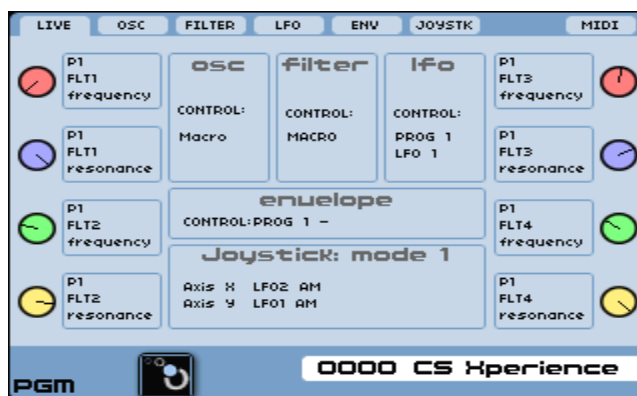 LIVE OSC FILTER LFO ENV JOYSTK MIDI
P1
FLT1
frequency
P1
FLT1
resonance
P1
FLT2
frequency
P1
FLT2
resonance
osc
CONTROL:
Macro
filter
CONTROL:
MACRO
lfo
CONTROL:
PROG 1
LFO 1
envelope
CONTROL:PROG 1 -
Joystick: mode 1
Axis X LFO2 AM
Axis Y LFO1 AM
P1
FLT3
frequency
P1
FLT3
resonance
P1
FLT4
frequency
P1
FLT4
resonance
PGM
0000 CS Xperience